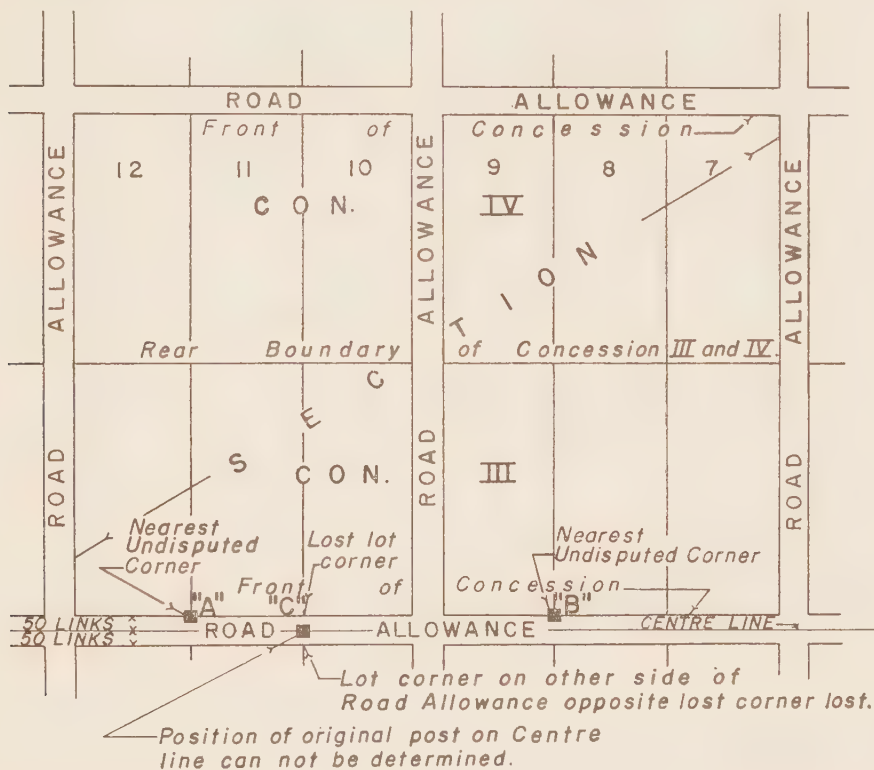 ROAD ALLOWANCE
Front of Concession
ALLOWANCE
ALLOWANCE
ALLOWANCE
12 11 10 9 8 7
CON. IV
SECTION
Rear Boundary of Concession III and IV.
CON. III
ROAD
ROAD
ROAD
Nearest
Undisputed
Corner
Lost lot
corner
Nearest
Undisputed Corner
Front of Concession
"A" "C" "B"
50 LINKS
50 LINKS
ROAD ALLOWANCE
CENTRE LINE
Lot corner on other side of
Road Allowance opposite lost corner lost.
Position of original post on Centre
line can not be determined.